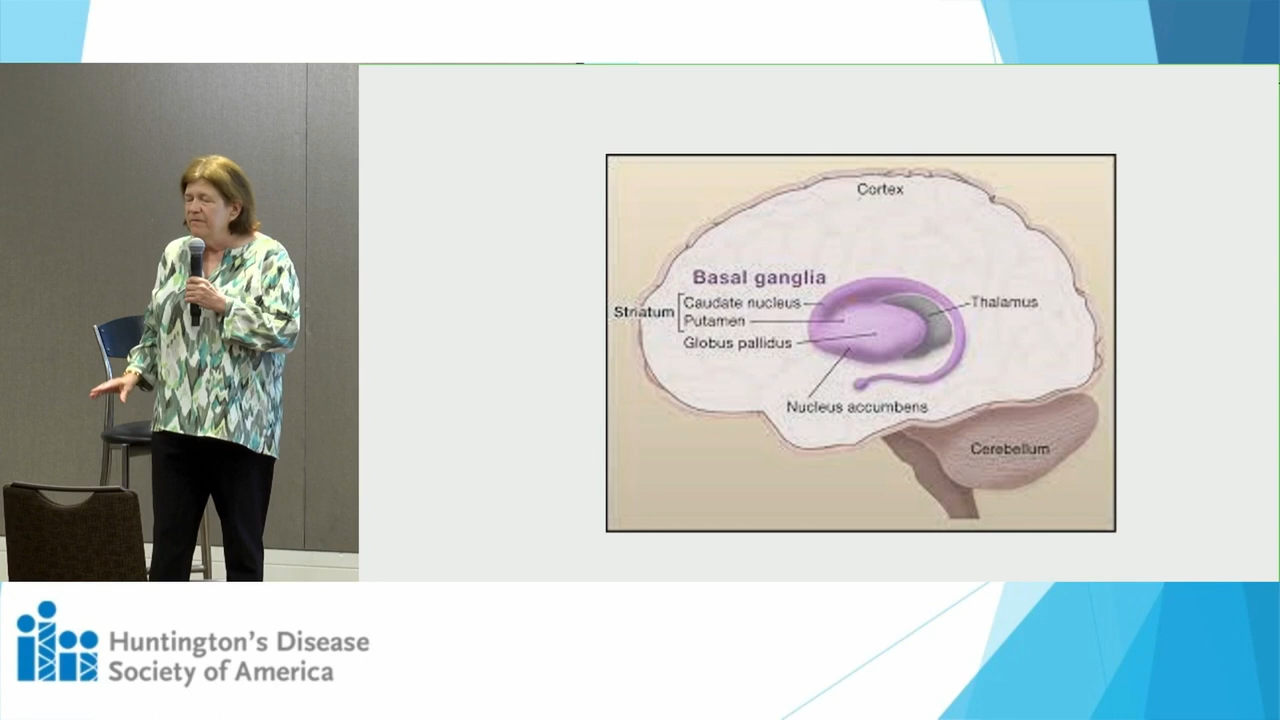 Cortex
Basal ganglia
Striatum
Caudate nucleus
Putamen
Globus pallidus
Thalamus
Nucleus accumbens
Cerebellum
Huntington's Disease
Society of America